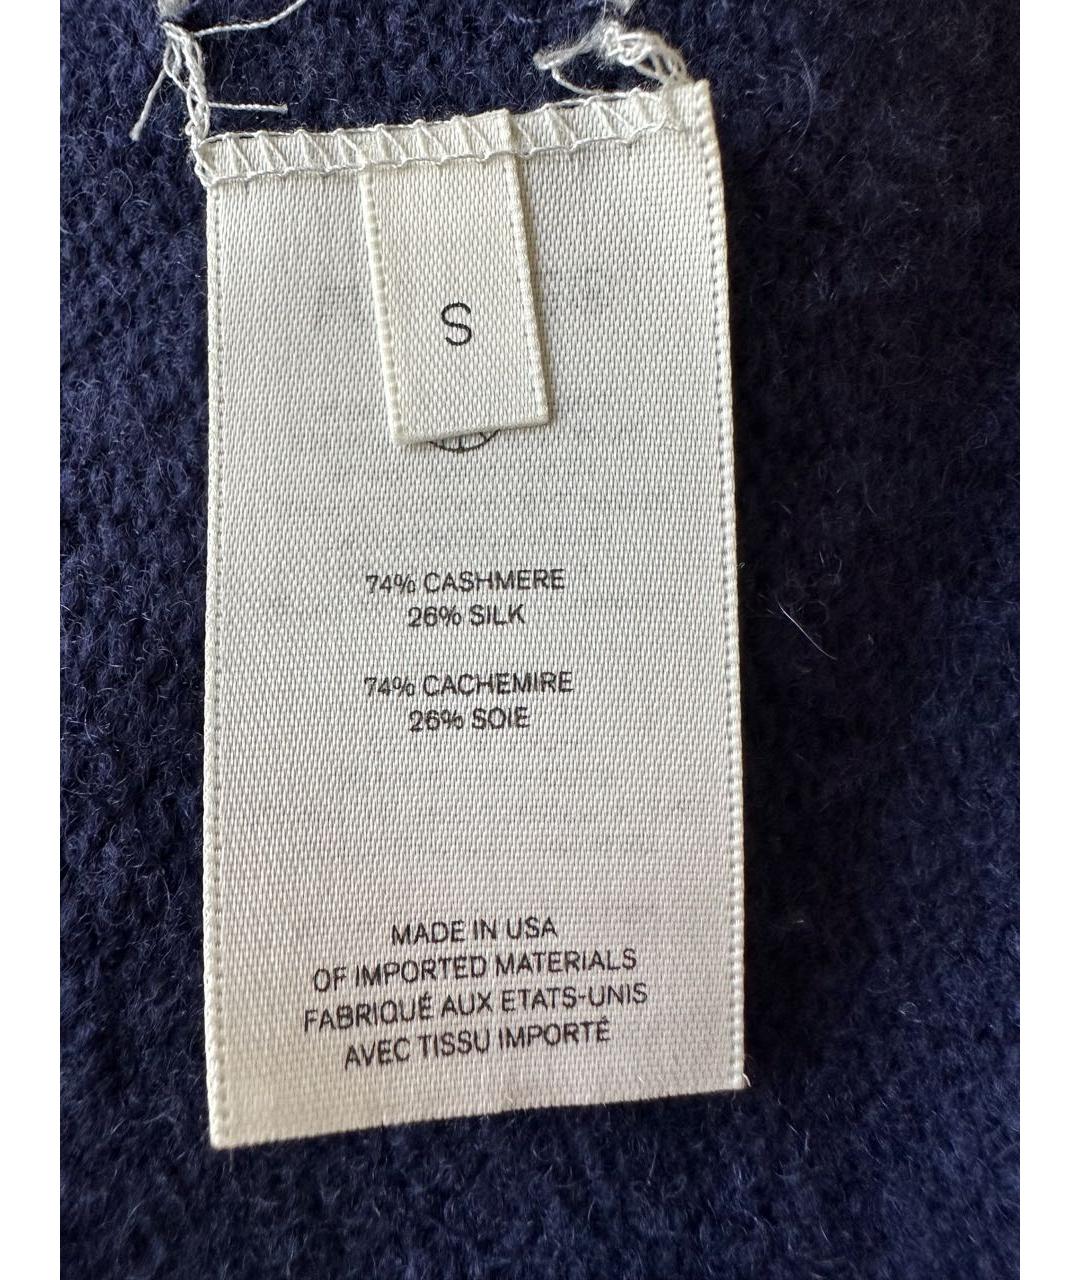 S
74% CASHMERE
26% SILK
74% CACHEMIRE
26% SOIE
MADE IN USA
OF IMPORTED MATERIALS
FABRIQUÉ AUX ETATS-UNIS
AVEC TISSU IMPORTÉ